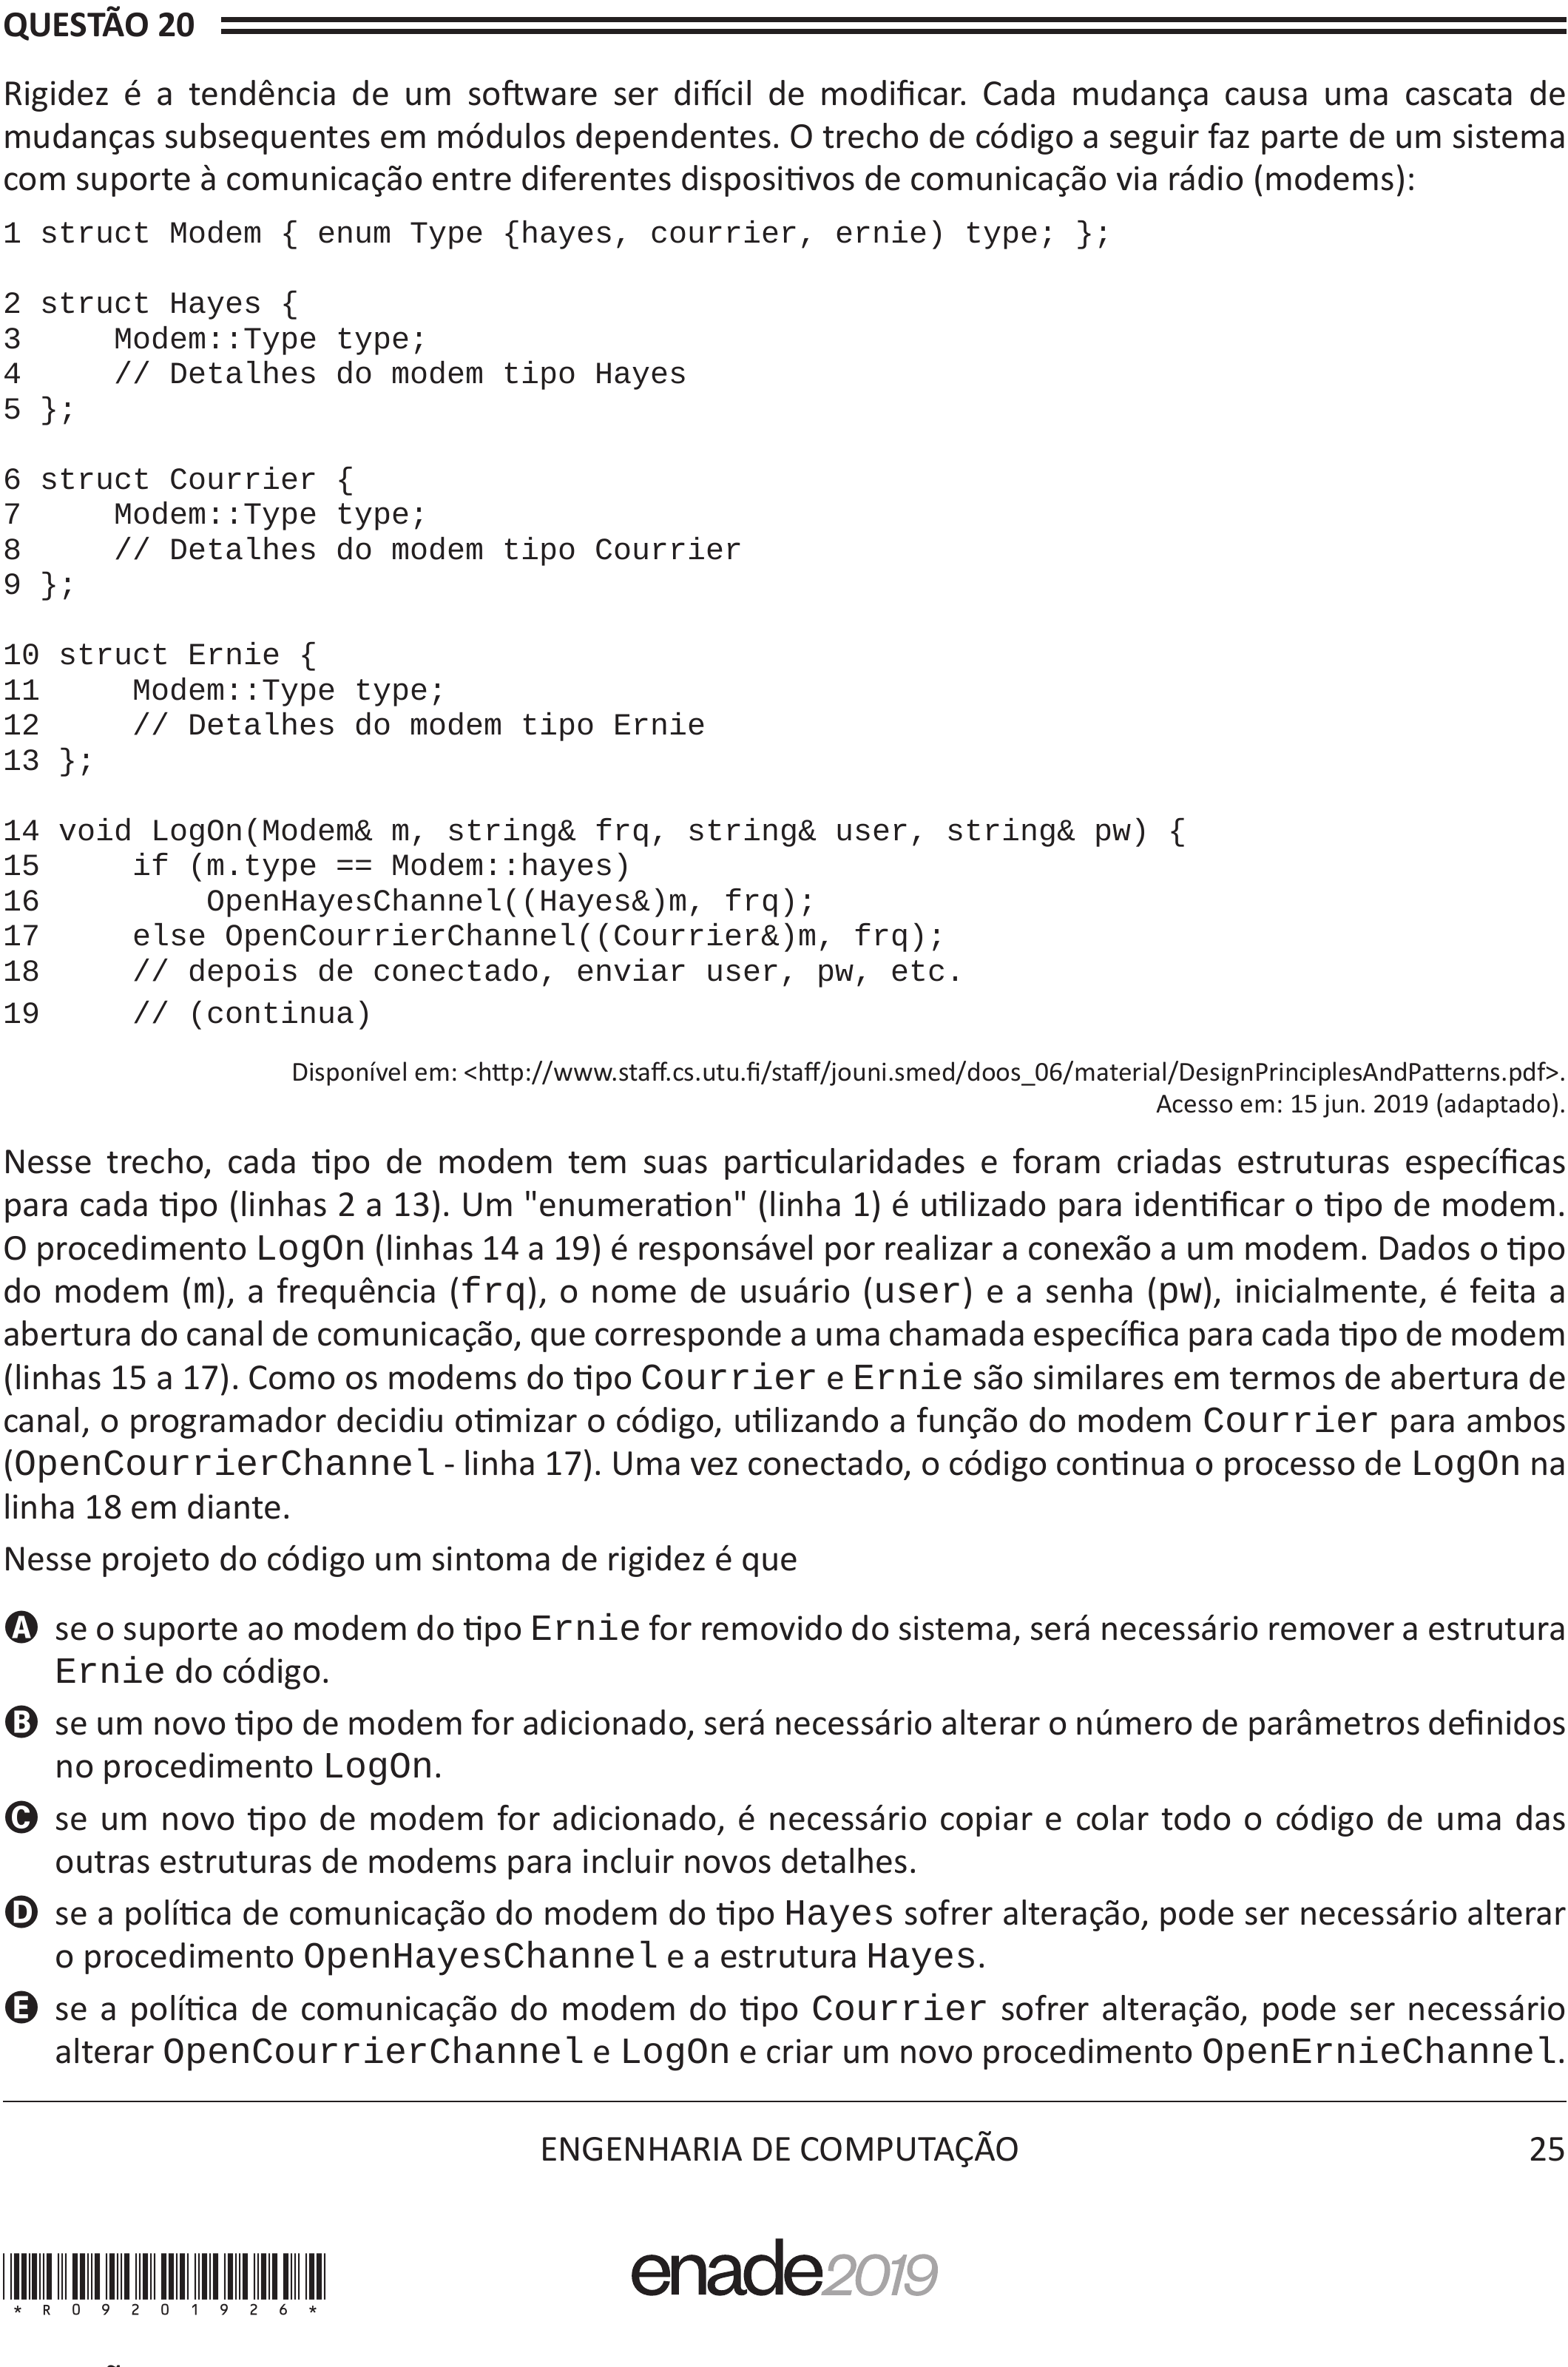 QUESTÃO 20
Rigidez é a tendência de um software ser difícil de modificar. Cada mudança causa uma cascata de
mudanças subsequentes em módulos dependentes. O trecho de código a seguir faz parte de um sistema
com suporte à comunicação entre diferentes dispositivos de comunicação via rádio (modems):
1 struct Modem { enum Type {hayes, courrier, ernie) type; };
2 struct Hayes {
3     Modem::Type type;
4     // Detalhes do modem tipo Hayes
5 };
6 struct Courrier {
7     Modem::Type type;
8     // Detalhes do modem tipo Courrier
9 };
10 struct Ernie {
11     Modem::Type type;
12     // Detalhes do modem tipo Ernie
13 };
14 void LogOn(Modem& m, string& frq, string& user, string& pw) {
15     if (m.type == Modem::hayes)
16         OpenHayesChannel((Hayes&)m, frq);
17     else OpenCourrierChannel((Courrier&)m, frq);
18     // depois de conectado, enviar user, pw, etc.
19     // (continua)
Disponível em: <http://www.staff.cs.utu.fi/staff/jouni.smed/doos_06/material/DesignPrinciplesAndPatterns.pdf>.
Acesso em: 15 jun. 2019 (adaptado).
Nesse trecho, cada tipo de modem tem suas particularidades e foram criadas estruturas específicas
para cada tipo (linhas 2 a 13). Um "enumeration" (linha 1) é utilizado para identificar o tipo de modem.
O procedimento LogOn (linhas 14 a 19) é responsável por realizar a conexão a um modem. Dados o tipo
do modem (m), a frequência (frq), o nome de usuário (user) e a senha (pw), inicialmente, é feita a
abertura do canal de comunicação, que corresponde a uma chamada específica para cada tipo de modem
(linhas 15 a 17). Como os modems do tipo Courrier e Ernie são similares em termos de abertura de
canal, o programador decidiu otimizar o código, utilizando a função do modem Courrier para ambos
(OpenCourrierChannel - linha 17). Uma vez conectado, o código continua o processo de LogOn na
linha 18 em diante.
Nesse projeto do código um sintoma de rigidez é que
A se o suporte ao modem do tipo Ernie for removido do sistema, será necessário remover a estrutura
Ernie do código.
B se um novo tipo de modem for adicionado, será necessário alterar o número de parâmetros definidos
no procedimento LogOn.
C se um novo tipo de modem for adicionado, é necessário copiar e colar todo o código de uma das
outras estruturas de modems para incluir novos detalhes.
D se a política de comunicação do modem do tipo Hayes sofrer alteração, pode ser necessário alterar
o procedimento OpenHayesChannel e a estrutura Hayes.
E se a política de comunicação do modem do tipo Courrier sofrer alteração, pode ser necessário
alterar OpenCourrierChannel e LogOn e criar um novo procedimento OpenErnieChannel.
ENGENHARIA DE COMPUTAÇÃO 25
*R09201926*
enade2019